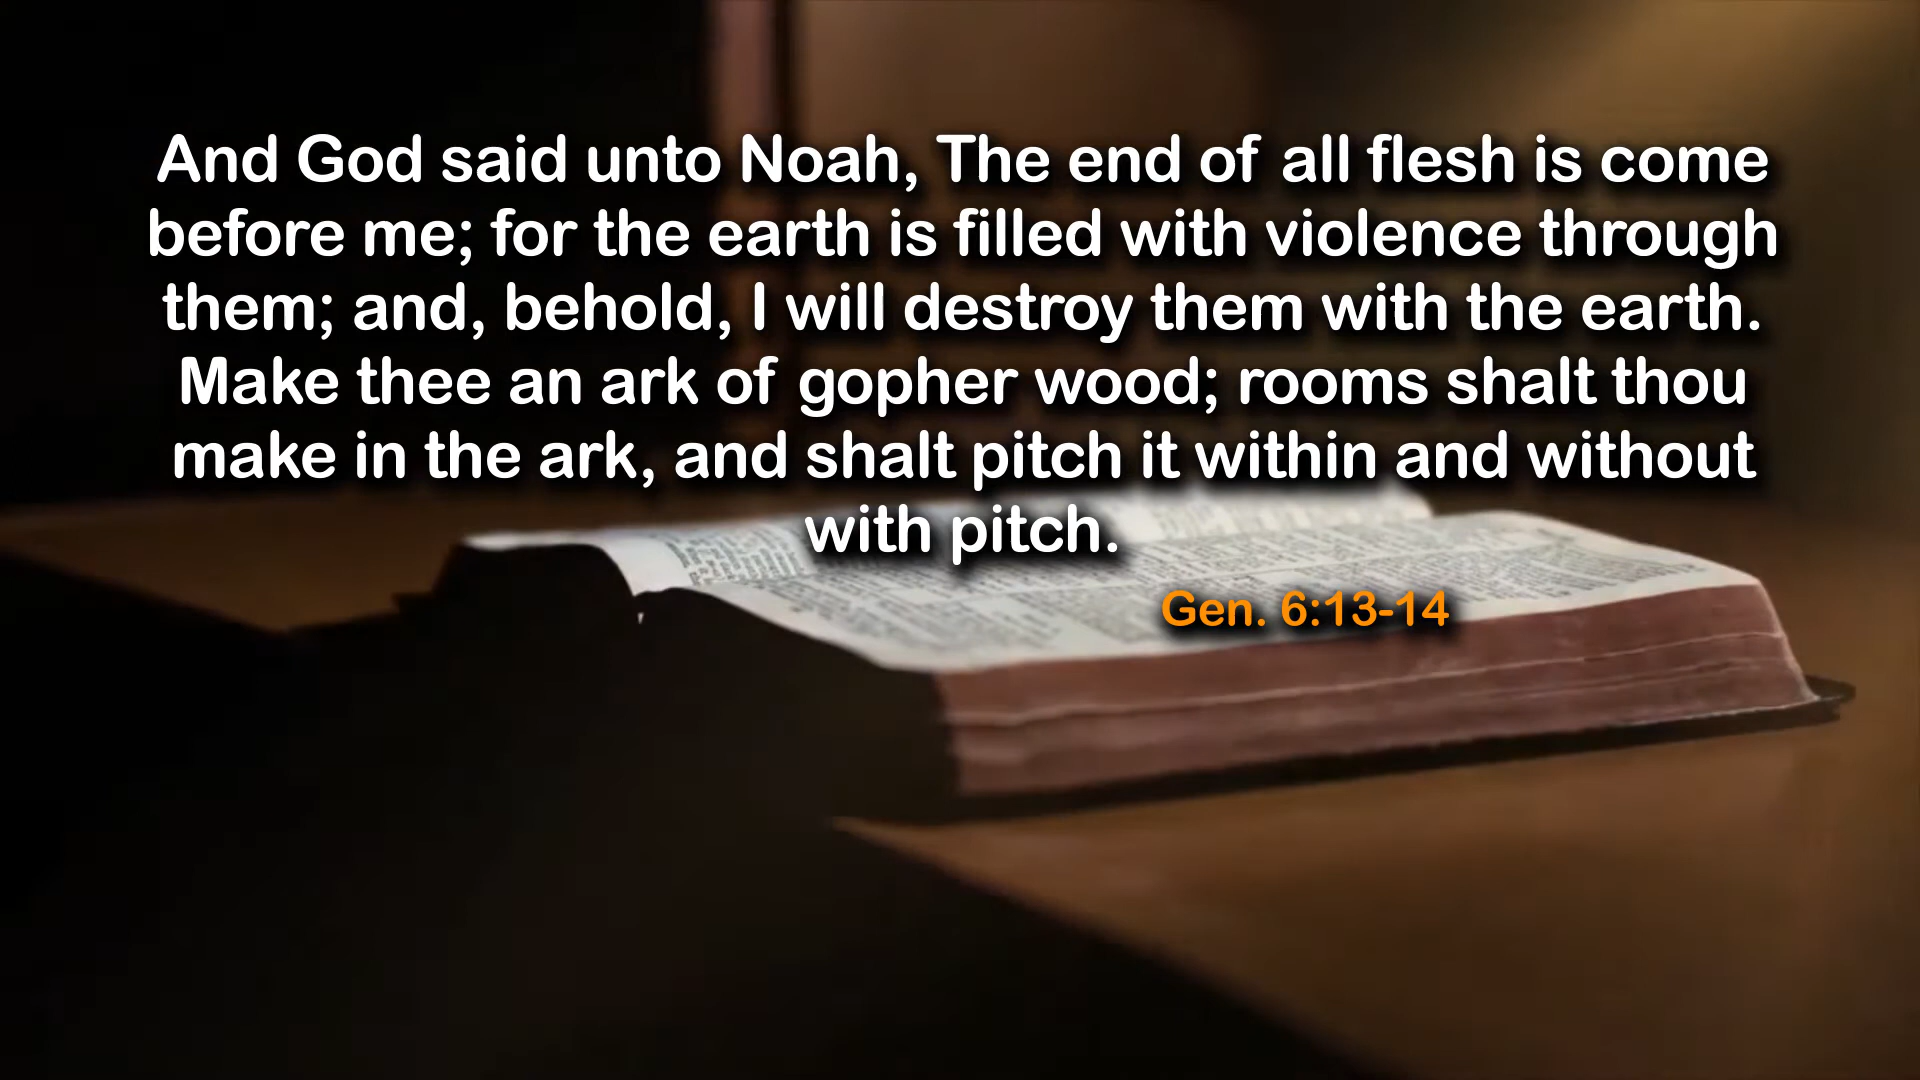 And God said unto Noah, The end of all flesh is come
before me; for the earth is filled with violence through
them; and, behold, I will destroy them with the earth.
Make thee an ark of gopher wood; rooms shalt thou
make in the ark, and shalt pitch it within and without
with pitch.
Gen. 6:13-14